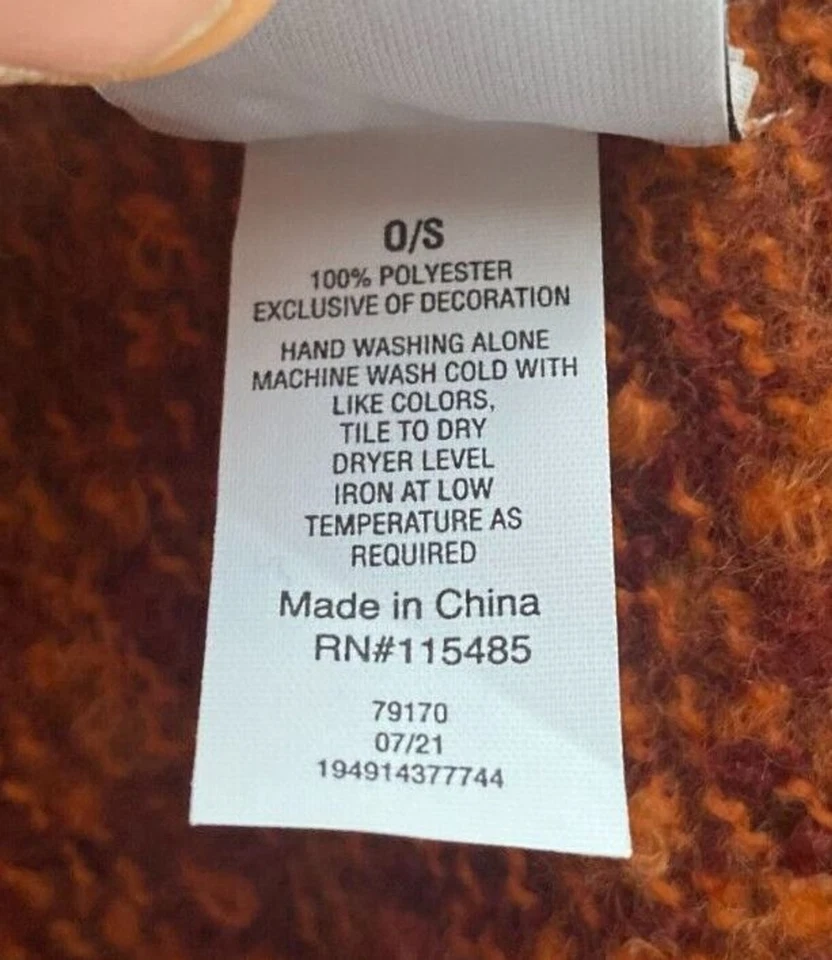 O/S
100% POLYESTER
EXCLUSIVE OF DECORATION
HAND WASHING ALONE
MACHINE WASH COLD WITH
LIKE COLORS,
TILE TO DRY
DRYER LEVEL
IRON AT LOW
TEMPERATURE AS
REQUIRED
Made in China
RN#115485
79170
07/21
194914377744